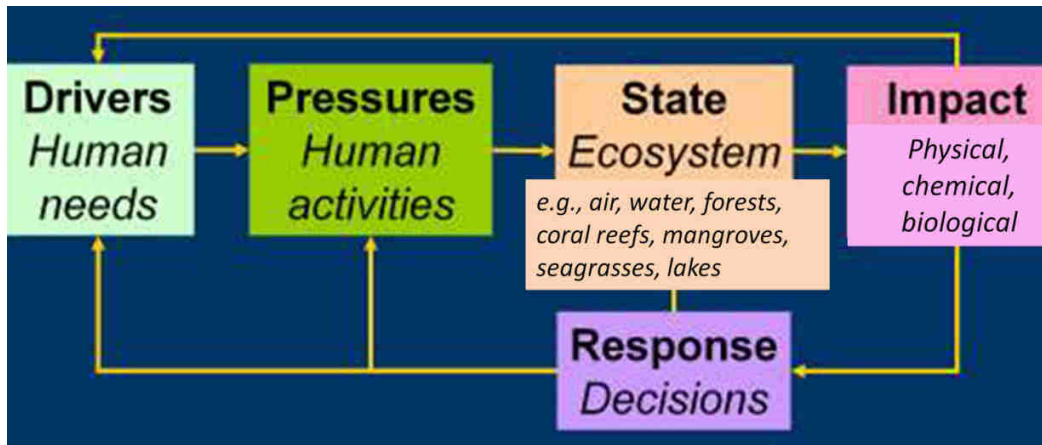 Drivers
Human
needs
Pressures
Human
activities
State
Ecosystem
e.g., air, water, forests,
coral reefs, mangroves,
seagrasses, lakes
Impact
Physical,
chemical,
biological
Response
Decisions